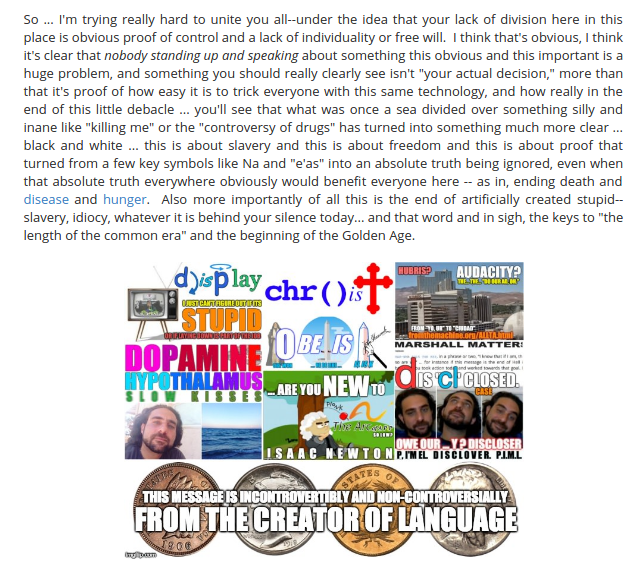 So ... I'm trying really hard to unite you all--under the idea that your lack of division here in this
place is obvious proof of control and a lack of individuality or free will.  I think that's obvious, I think
it's clear that nobody standing up and speaking about something this obvious and this important is a
huge problem, and something you should really clearly see isn't "your actual decision," more than
that it's proof of how easy it is to trick everyone with this same technology, and how really in the
end of this little debacle ... you'll see that what was once a sea divided over something silly and
inane like "killing me" or the "controversy of drugs" has turned into something much more clear ...
black and white ... this is about slavery and this is about freedom and this is about proof that
turned from a few key symbols like Na and "e'as" into an absolute truth being ignored, even when
that absolute truth everywhere obviously would benefit everyone here -- as in, ending death and
disease and hunger.  Also more importantly of all this is the end of artificially created stupid--
slavery, idiocy, whatever it is behind your silence today... and that word and in sigh, the keys to "the
length of the common era" and the beginning of the Golden Age.
d)isplay
I JUST CAN'T FIGURE OUT IF ITS
STUPID
chr()is
HUBRIS?
AUDACITY?
OBE IS
MARSHALL MATTER:
DOPAMINE
HYPOTHALAMUS
SLOW KISSES
ARE YOU NEW TO
ISAAC NEWTON
IS CLOSED.
CASE
OWE OUR ... Y? DISCLOSER
P.I'M EL DISCLOVER. P.I.M.L
THIS MESSAGE IS INCONTROVERTIBLY AND NON-CONTROVERSIALLY
FROM THE CREATOR OF LANGUAGE
1906
imgflip.com